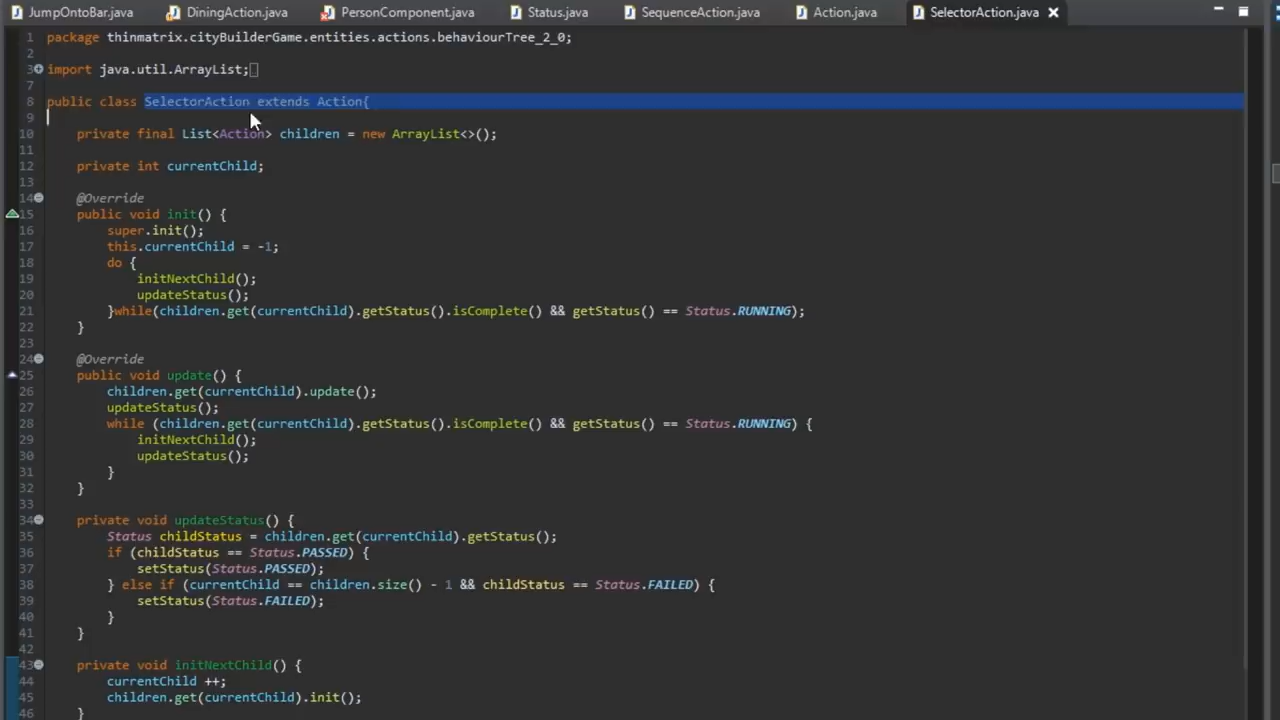 JumpOntoBar.java DiningAction.java PersonComponent.java Status.java SequenceAction.java Action.java SelectorAction.java
1 package thinmatrix.cityBuilderGame.entities.actions.behaviourTree_2_0;
2
3 import java.util.ArrayList;
7
8 public class SelectorAction extends Action{
9
10 private final List<Action> children = new ArrayList<>();
11
12 private int currentChild;
13
14 @Override
15 public void init() {
16 super.init();
17 this.currentChild = -1;
18 do {
19 initNextChild();
20 updateStatus();
21 }while(children.get(currentChild).getStatus().isComplete() && getStatus() == Status.RUNNING);
22 }
23
24 @Override
25 public void update() {
26 children.get(currentChild).update();
27 updateStatus();
28 while (children.get(currentChild).getStatus().isComplete() && getStatus() == Status.RUNNING) {
29 initNextChild();
30 updateStatus();
31 }
32 }
33
34 private void updateStatus() {
35 Status childStatus = children.get(currentChild).getStatus();
36 if (childStatus == Status.PASSED) {
37 setStatus(Status.PASSED);
38 } else if (currentChild == children.size() - 1 && childStatus == Status.FAILED) {
39 setStatus(Status.FAILED);
40 }
41 }
42
43 private void initNextChild() {
44 currentChild ++;
45 children.get(currentChild).init();
46 }